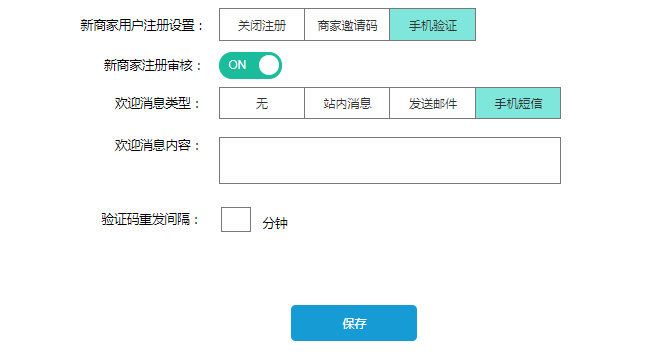 新商家用户注册设置： 关闭注册 商家邀请码 手机验证
新商家注册审核： ON
欢迎消息类型： 无 站内消息 发送邮件 手机短信
欢迎消息内容：
验证码重发间隔： 分钟
保存